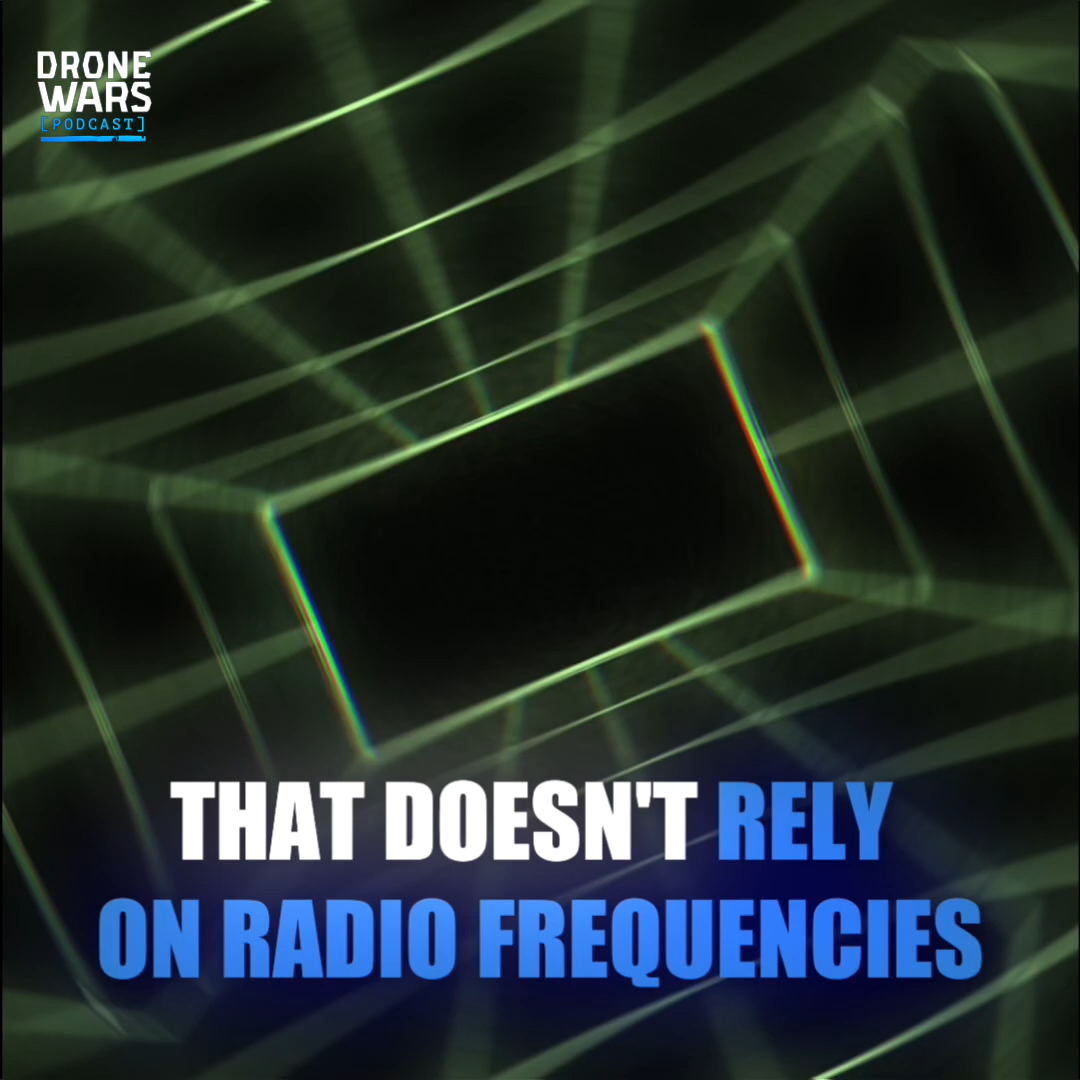 DRONE
WARS
[PODCAST]
THAT DOESN'T RELY
ON RADIO FREQUENCIES